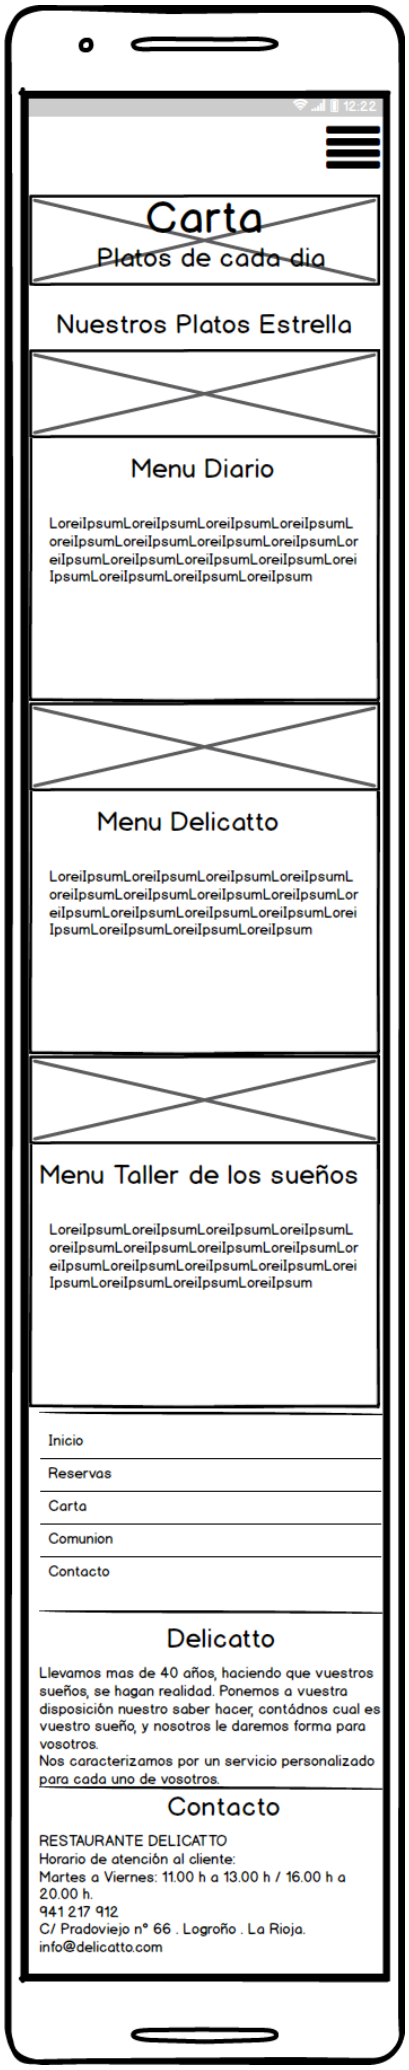 12:22
Carta
Platos de cada dia
Nuestros Platos Estrella
Menu Diario
LoreiIpsumLoreiIpsumLoreiIpsumLoreiIpsumL
oreiIpsumLoreiIpsumLoreiIpsumLoreiIpsumLor
eiIpsumLoreiIpsumLoreiIpsumLoreiIpsumLorei
IpsumLoreiIpsumLoreiIpsumLoreiIpsum
Menu Delicatto
LoreiIpsumLoreiIpsumLoreiIpsumLoreiIpsumL
oreiIpsumLoreiIpsumLoreiIpsumLoreiIpsumLor
eiIpsumLoreiIpsumLoreiIpsumLoreiIpsumLorei
IpsumLoreiIpsumLoreiIpsumLoreiIpsum
Menu Taller de los sueños
LoreiIpsumLoreiIpsumLoreiIpsumLoreiIpsumL
oreiIpsumLoreiIpsumLoreiIpsumLoreiIpsumLor
eiIpsumLoreiIpsumLoreiIpsumLoreiIpsumLorei
IpsumLoreiIpsumLoreiIpsumLoreiIpsum
Inicio
Reservas
Carta
Comunion
Contacto
Delicatto
Llevamos mas de 40 años, haciendo que vuestros
sueños, se hagan realidad. Ponemos a vuestra
disposición nuestro saber hacer, contádnos cual es
vuestro sueño, y nosotros le daremos forma para
vosotros.
Nos caracterizamos por un servicio personalizado
para cada uno de vosotros.
Contacto
RESTAURANTE DELICATTO
Horario de atención al cliente:
Martes a Viernes: 11.00 h a 13.00 h / 16.00 h a
20.00 h.
941 217 912
C/ Pradoviejo nº 66 . Logroño . La Rioja.
info@delicatto.com